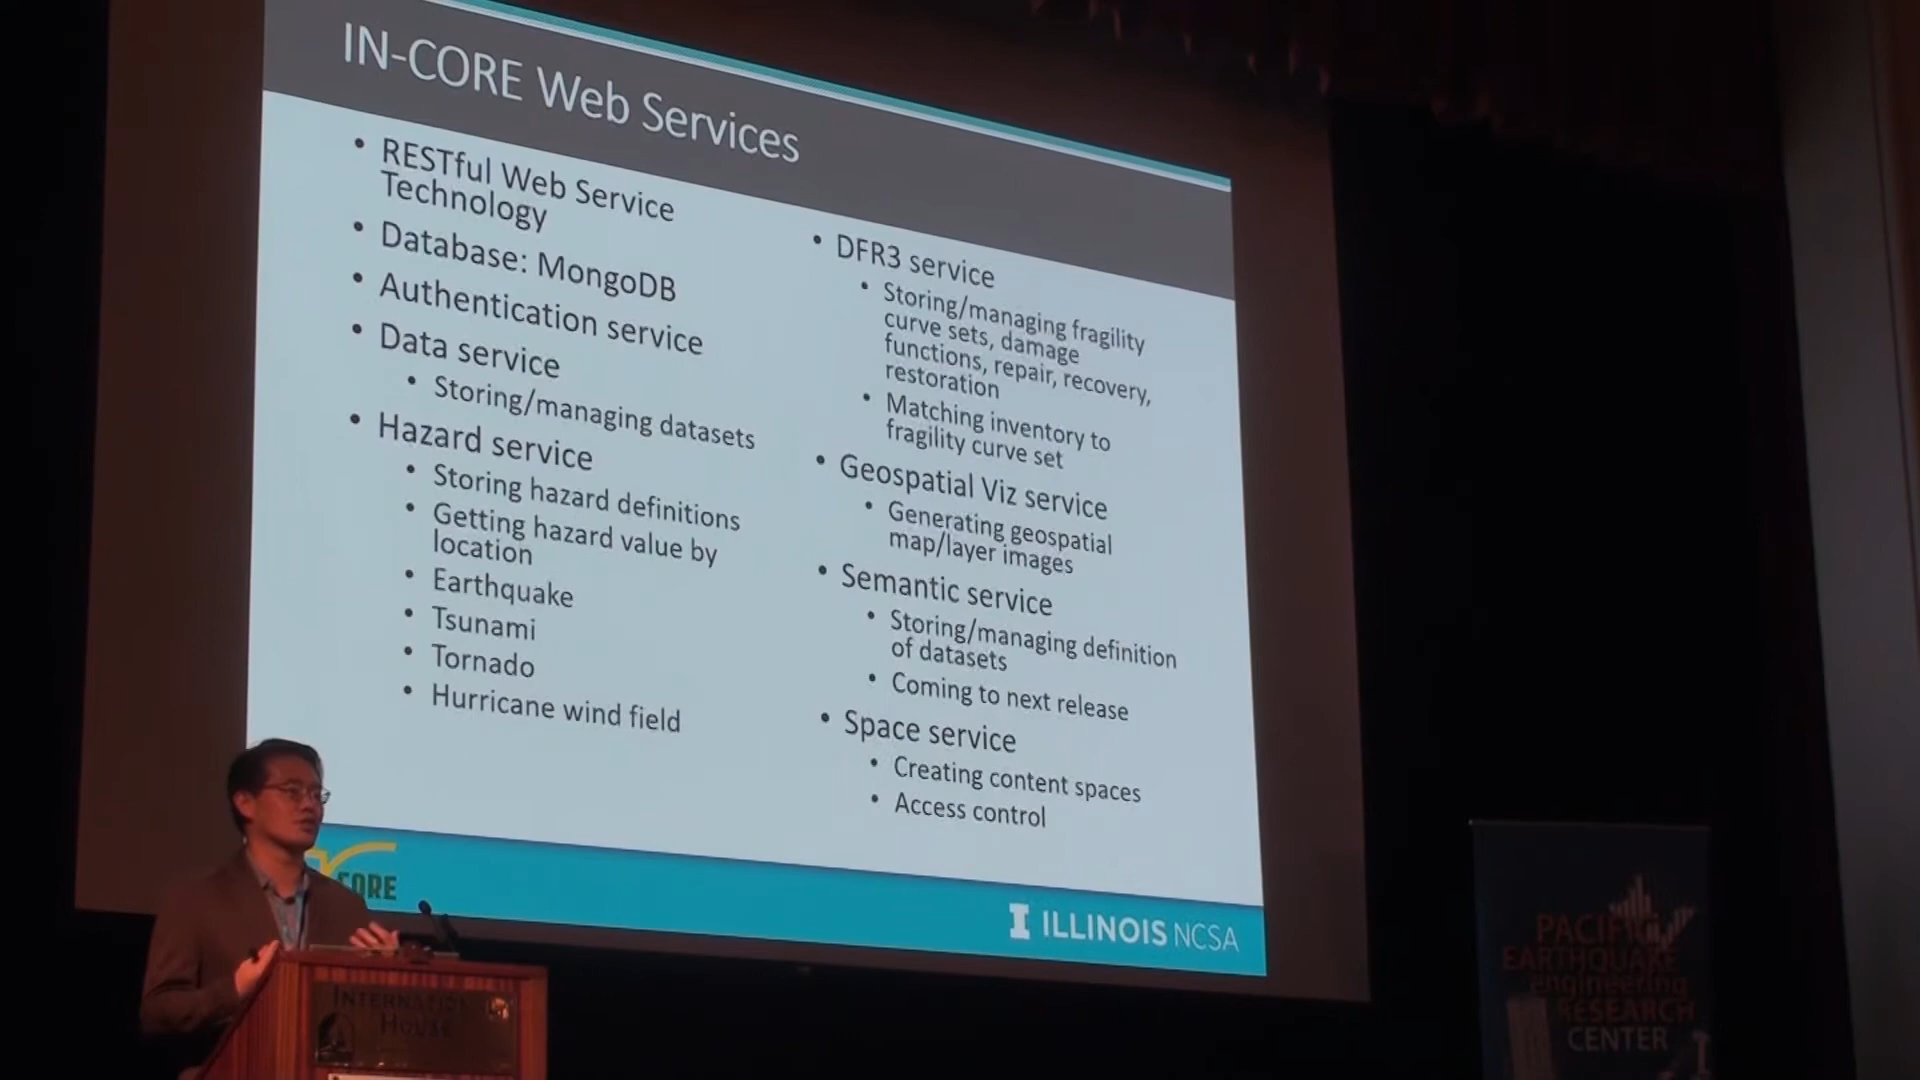 IN-CORE Web Services
• RESTful Web Service
Technology
• Database: MongoDB
• Authentication service
• Data service
• Storing/managing datasets
• Hazard service
• Storing hazard definitions
• Getting hazard value by
location
• Earthquake
• Tsunami
• Tornado
• Hurricane wind field
• DFR3 service
• Storing/managing fragility
curve sets, damage
functions, repair, recovery,
restoration
• Matching inventory to
fragility curve set
• Geospatial Viz service
• Generating geospatial
map/layer images
• Semantic service
• Storing/managing definition
of datasets
• Coming to next release
• Space service
• Creating content spaces
• Access control
CORE
I ILLINOIS NCSA
INTERNATIONAL
HOUSE
PACIFIC
EARTHQUAKE
engineering
RESEARCH
CENTER